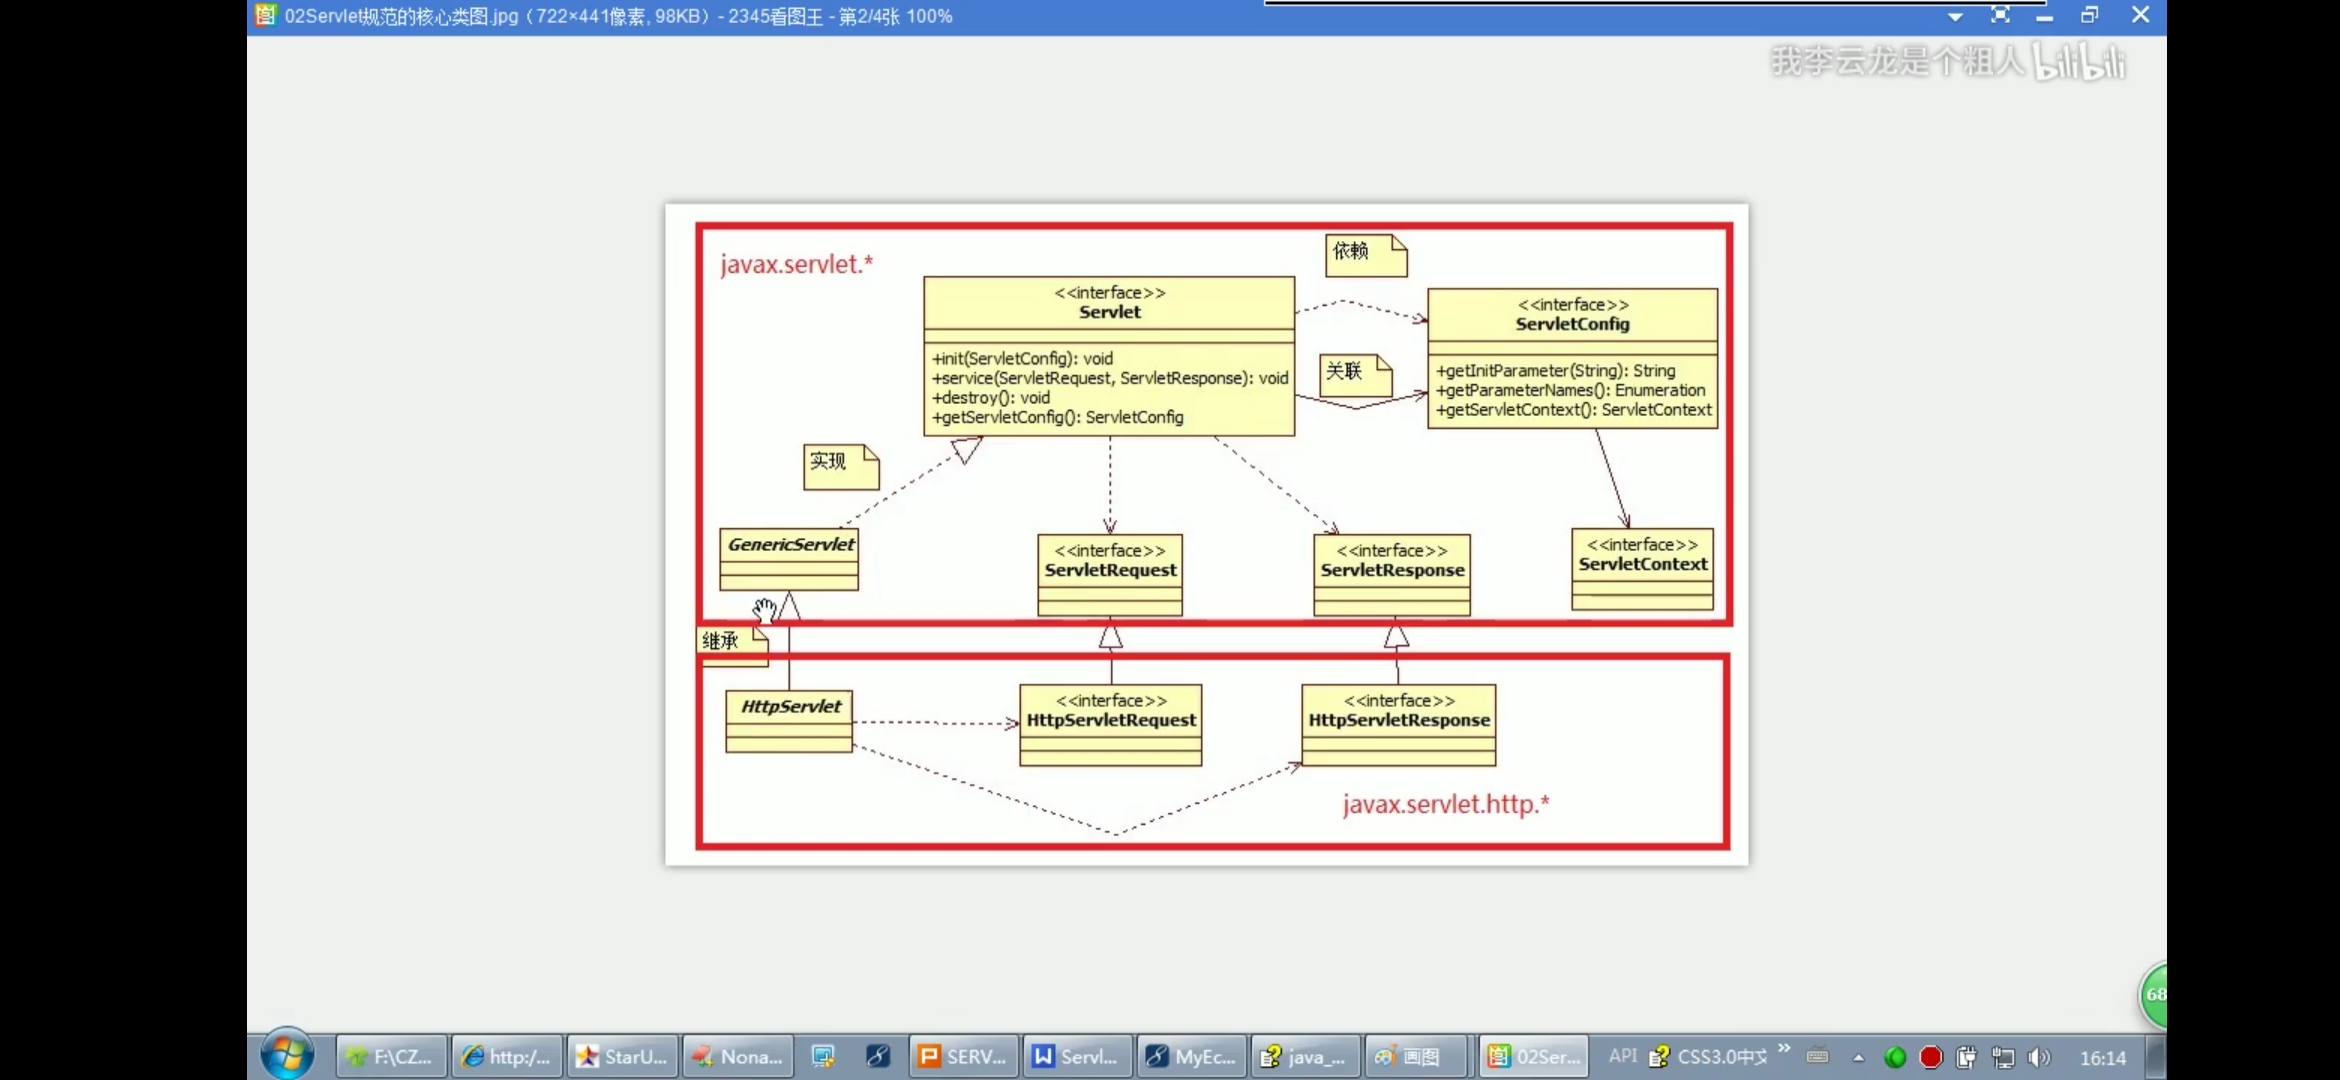 02Servlet规范的核心类图.jpg（722×441像素, 98KB）- 2345看图王 - 第2/4张 100%
我李云龙是个粗人 bilibili
javax.servlet.*
依赖
<<interface>>
Servlet
+init(ServletConfig): void
+service(ServletRequest, ServletResponse): void
+destroy(): void
+getServletConfig(): ServletConfig
<<interface>>
ServletConfig
+getInitParameter(String): String
+getParameterNames(): Enumeration
+getServletContext(): ServletContext
关联
实现
GenericServlet
<<interface>>
ServletRequest
<<interface>>
ServletResponse
<<interface>>
ServletContext
继承
HttpServlet
<<interface>>
HttpServletRequest
<<interface>>
HttpServletResponse
javax.servlet.http.*
68
F:\CZ... http:/... StarU... Nona... SERV... Servl... MyEc... java_... 画图 02Ser... API CSS3.0中文 » 16:14